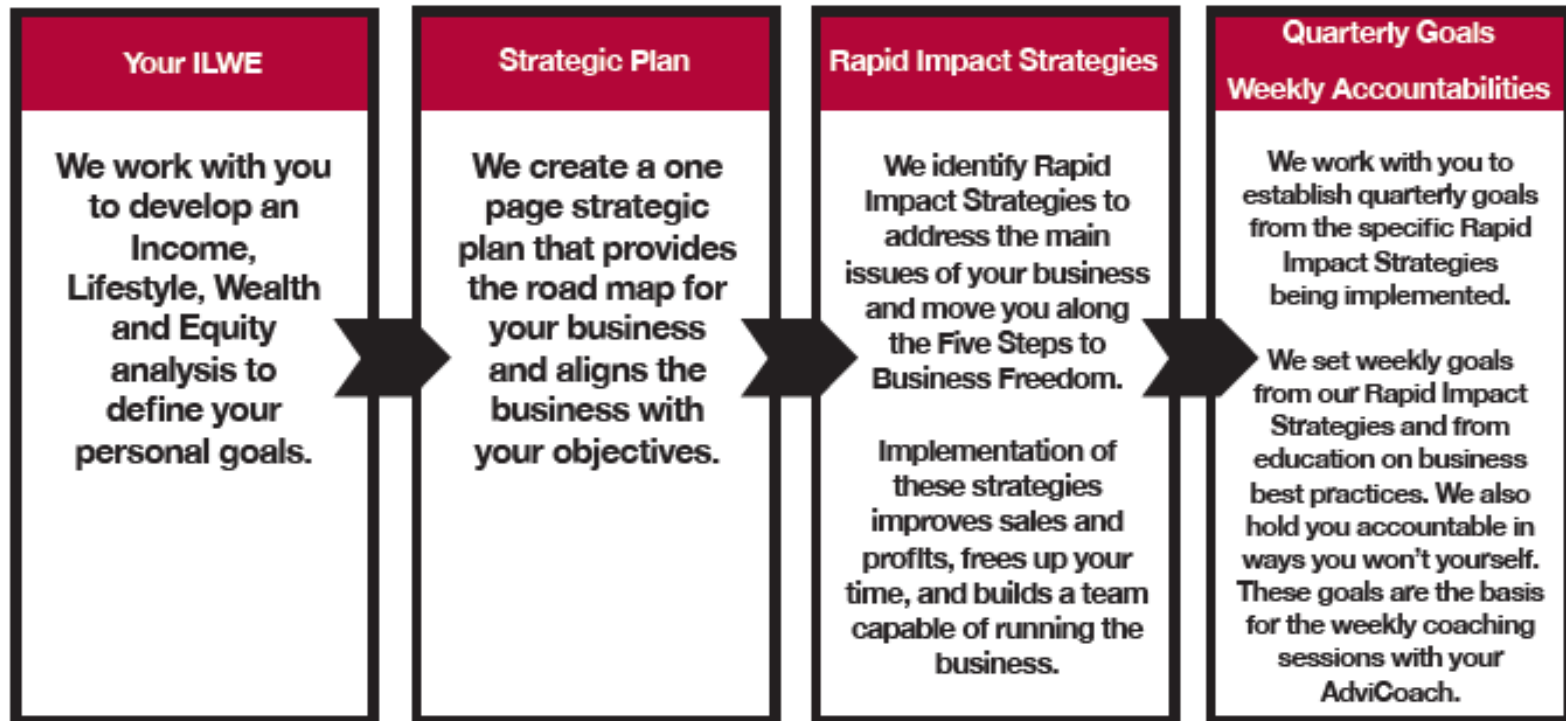 Your ILWE
We work with you
to develop an
Income,
Lifestyle, Wealth
and Equity
analysis to
define your
personal goals.
Strategic Plan
We create a one
page strategic
plan that provides
the road map for
your business
and aligns the
business with
your objectives.
Rapid Impact Strategies
We identify Rapid
Impact Strategies to
address the main
issues of your business
and move you along
the Five Steps to
Business Freedom.
Implementation of
these strategies
improves sales and
profits, frees up your
time, and builds a team
capable of running the
business.
Quarterly Goals
Weekly Accountabilities
We work with you to
establish quarterly goals
from the specific Rapid
Impact Strategies
being implemented.
We set weekly goals
from our Rapid Impact
Strategies and from
education on business
best practices. We also
hold you accountable in
ways you won't yourself.
These goals are the basis
for the weekly coaching
sessions with your
AdviCoach.